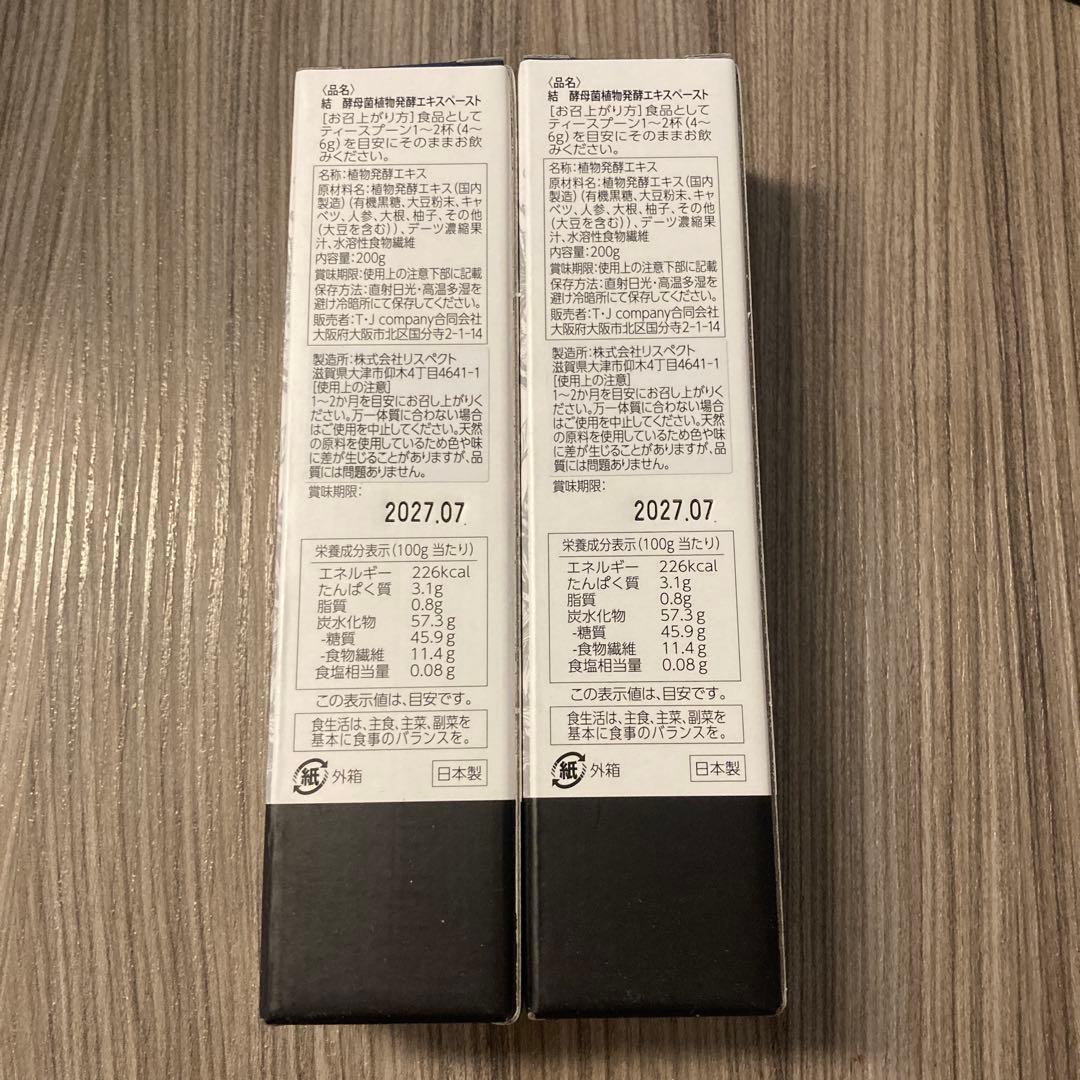 〈品名〉
結 酵母菌植物発酵エキスペースト
[お召上がり方]食品として
ティースプーン1〜2杯(4〜
6g)を目安にそのままお飲
みください。
名称:植物発酵エキス
原材料名:植物発酵エキス(国内
製造)(有機黒糖、大豆粉末、キャ
ベツ、人参、大根、柚子、その他
(大豆を含む))、デーツ濃縮果
汁、水溶性食物繊維
内容量:200g
賞味期限:使用上の注意下部に記載
保存方法:直射日光・高温多湿を
避け冷暗所にて保存してください。
販売者:T・J company合同会社
大阪府大阪市北区国分寺2-1-14
製造所:株式会社リスペクト
滋賀県大津市仰木4丁目4641-1
[使用上の注意]
1〜2か月を目安にお召し上がりく
ださい。万一体質に合わない場合
はご使用を中止してください。天然
の原料を使用しているため色や味
に差が生じることがありますが、品
質には問題ありません。
賞味期限:
2027.07
栄養成分表示(100g当たり)
エネルギー 226kcal
たんぱく質 3.1g
脂質 0.8g
炭水化物 57.3g
-糖質 45.9g
-食物繊維 11.4g
食塩相当量 0.08g
この表示値は、目安です。
食生活は、主食、主菜、副菜を
基本に食事のバランスを。
紙 外箱 日本製
〈品名〉
結 酵母菌植物発酵エキスペースト
[お召上がり方]食品として
ティースプーン1〜2杯(4〜
6g)を目安にそのままお飲
みください。
名称:植物発酵エキス
原材料名:植物発酵エキス(国内
製造)(有機黒糖、大豆粉末、キャ
ベツ、人参、大根、柚子、その他
(大豆を含む))、デーツ濃縮果
汁、水溶性食物繊維
内容量:200g
賞味期限:使用上の注意下部に記載
保存方法:直射日光・高温多湿を
避け冷暗所にて保存してください。
販売者:T・J company合同会社
大阪府大阪市北区国分寺2-1-14
製造所:株式会社リスペクト
滋賀県大津市仰木4丁目4641-1
[使用上の注意]
1〜2か月を目安にお召し上がりく
ださい。万一体質に合わない場合
はご使用を中止してください。天然
の原料を使用しているため色や味
に差が生じることがありますが、品
質には問題ありません。
賞味期限:
2027.07
栄養成分表示(100g当たり)
エネルギー 226kcal
たんぱく質 3.1g
脂質 0.8g
炭水化物 57.3g
-糖質 45.9g
-食物繊維 11.4g
食塩相当量 0.08g
この表示値は、目安です。
食生活は、主食、主菜、副菜を
基本に食事のバランスを。
紙 外箱 日本製